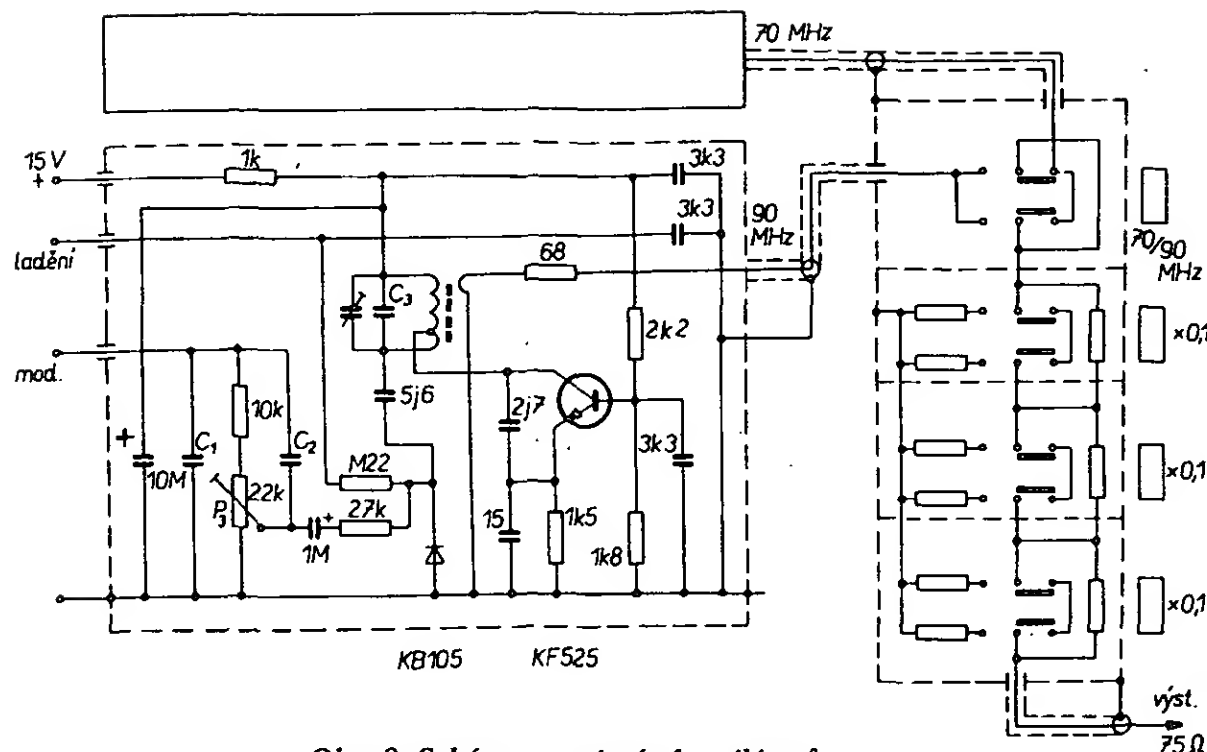 70 MHz
15 V
+
1k
3k3
3k3
ladění
90
MHz
68
70/90
MHz
C3
2k2
×0,1
mod.
5j6
2j7
10k
C1
C2
3k3
M22
×0,1
+
10M
P3
22k
27k
+
1M
15
1k5
1k8
×0,1
KB105
KF525
výst.
75Ω